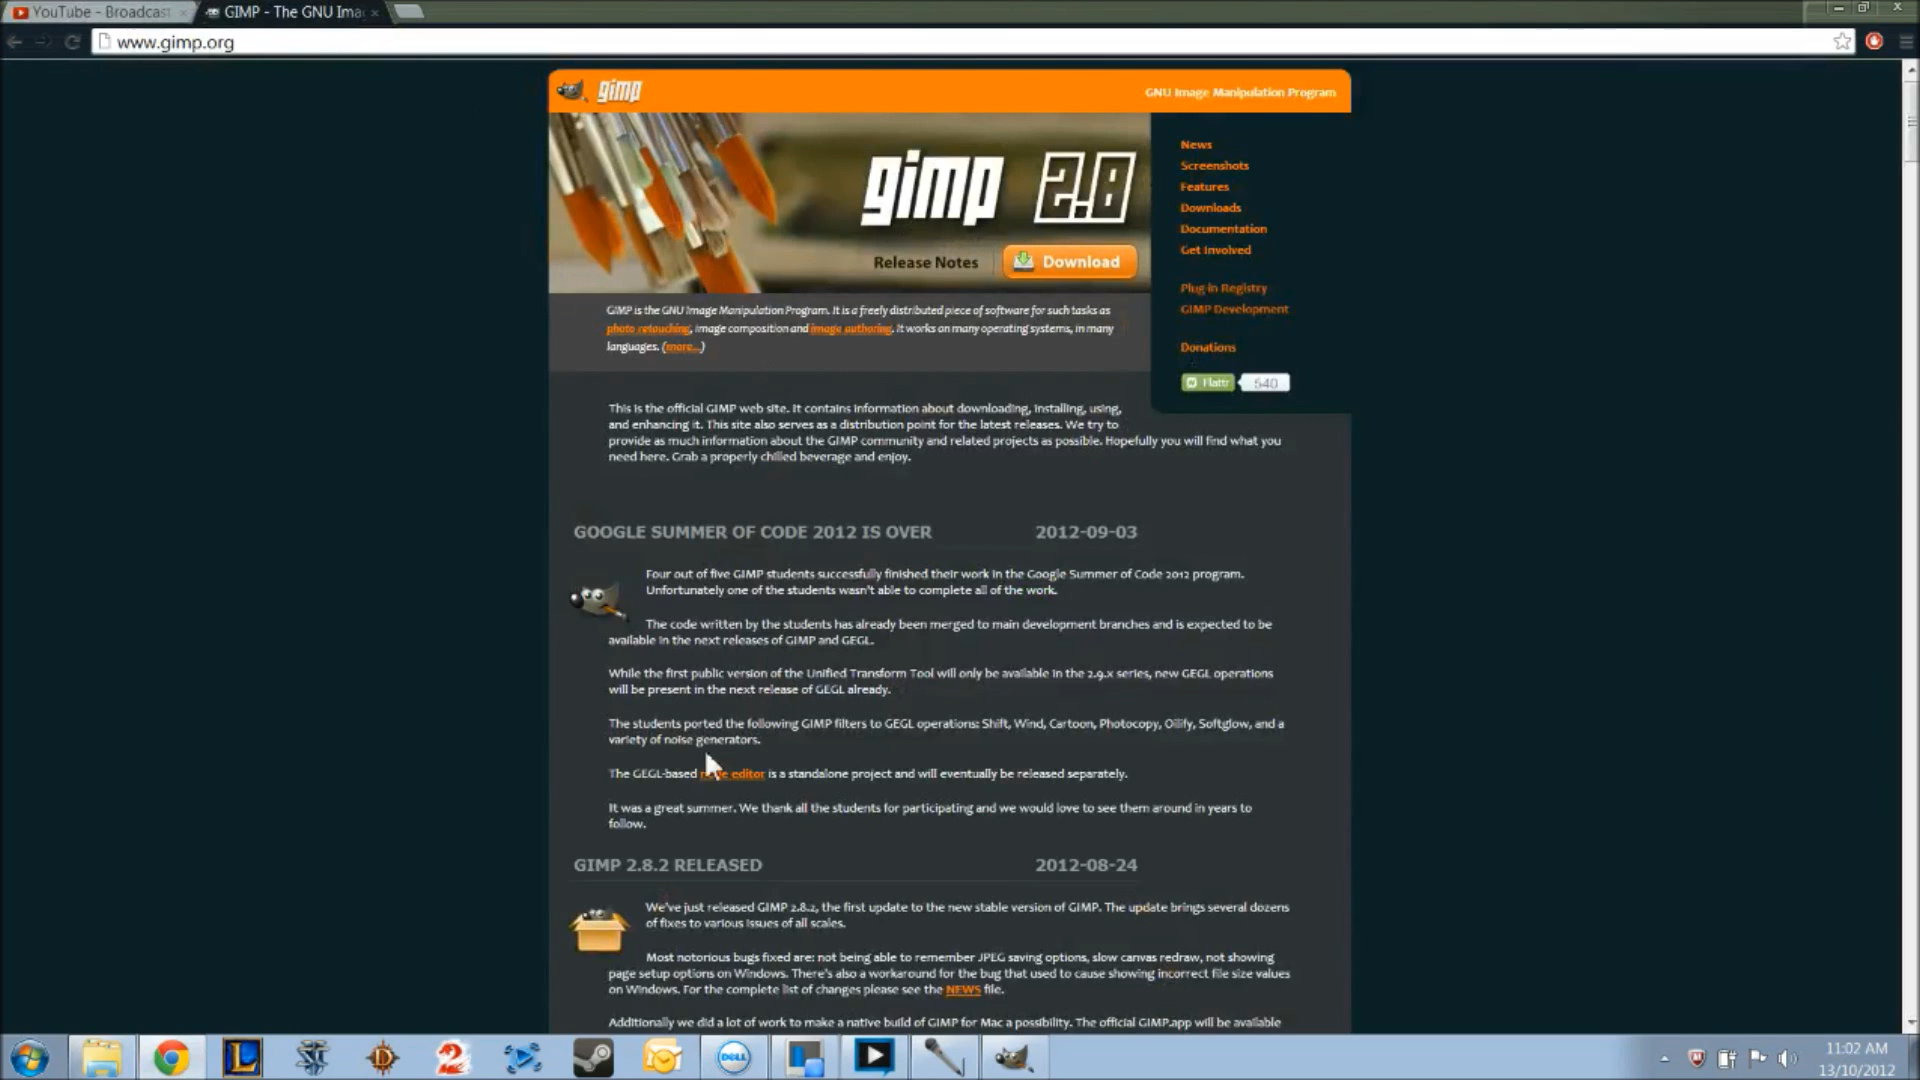 YouTube - Broadcast
GIMP - The GNU Ima
www.gimp.org
gimp
GNU Image Manipulation Program
gimp 2.8
Release Notes
Download
News
Screenshots
Features
Downloads
Documentation
Get Involved
Plug-in Registry
GIMP Development
Donations
Flattr
540
GIMP is the GNU Image Manipulation Program. It is a freely distributed piece of software for such tasks as
photo retouching, image composition and image authoring. It works on many operating systems, in many
languages. (more...)
This is the official GIMP web site. It contains information about downloading, installing, using,
and enhancing it. This site also serves as a distribution point for the latest releases. We try to
provide as much information about the GIMP community and related projects as possible. Hopefully you will find what you
need here. Grab a properly chilled beverage and enjoy.
GOOGLE SUMMER OF CODE 2012 IS OVER 2012-09-03
Four out of five GIMP students successfully finished their work in the Google Summer of Code 2012 program.
Unfortunately one of the students wasn't able to complete all of the work.
The code written by the students has already been merged to main development branches and is expected to be
available in the next releases of GIMP and GEGL.
While the first public version of the Unified Transform Tool will only be available in the 2.9.x series, new GEGL operations
will be present in the next release of GEGL already.
The students ported the following GIMP filters to GEGL operations: Shift, Wind, Cartoon, Photocopy, Oilify, Softglow, and a
variety of noise generators.
The GEGL-based editor is a standalone project and will eventually be released separately.
It was a great summer. We thank all the students for participating and we would love to see them around in years to
follow.
GIMP 2.8.2 RELEASED 2012-08-24
We've just released GIMP 2.8.2, the first update to the new stable version of GIMP. The update brings several dozens
of fixes to various issues of all scales.
Most notorious bugs fixed are: not being able to remember JPEG saving options, slow canvas redraw, not showing
page setup options on Windows. There's also a workaround for the bug that used to cause showing incorrect file size values
on Windows. For the complete list of changes please see the NEWS file.
Additionally we did a lot of work to make a native build of GIMP for Mac a possibility. The official GIMP.app will be available
L
D
2
DELL
11:02 AM
13/10/2012